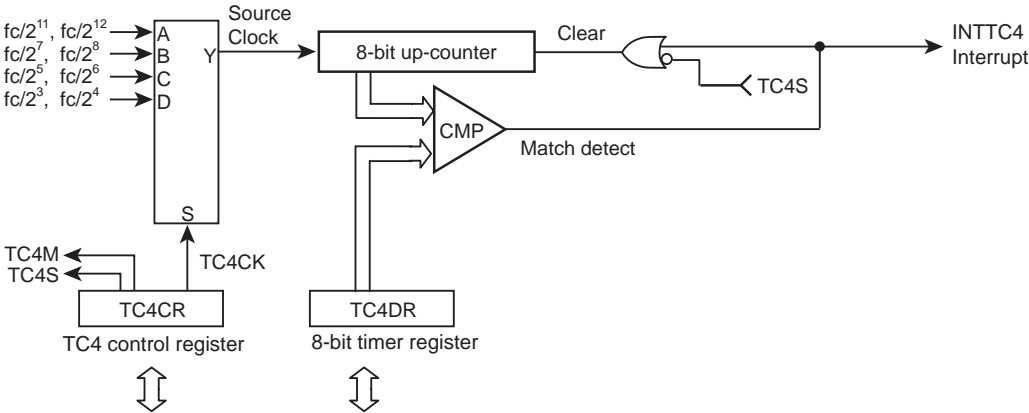 fc/2¹¹, fc/2¹²
fc/2⁷, fc/2⁸
fc/2⁵, fc/2⁶
fc/2³, fc/2⁴
A
B
C
D
Y
S
Source
Clock
8-bit up-counter
Clear
INTTC4
Interrupt
TC4S
CMP
Match detect
TC4M
TC4S
TC4CK
TC4CR
TC4 control register
TC4DR
8-bit timer register